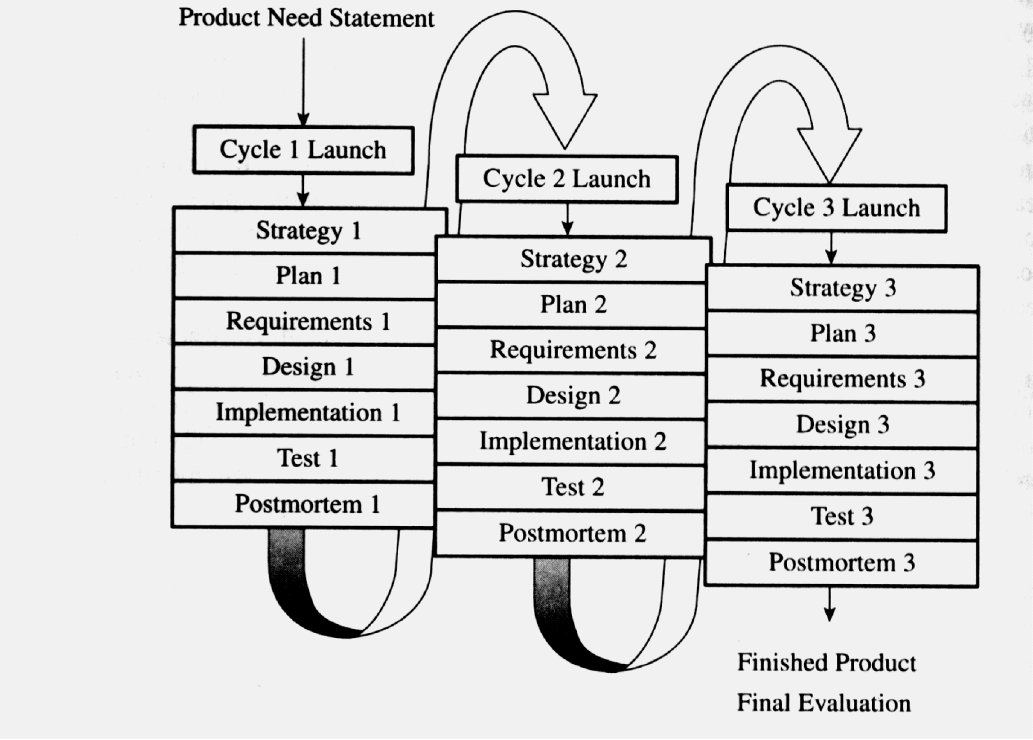 Product Need Statement
Cycle 1 Launch
Strategy 1
Plan 1
Requirements 1
Design 1
Implementation 1
Test 1
Postmortem 1
Cycle 2 Launch
Strategy 2
Plan 2
Requirements 2
Design 2
Implementation 2
Test 2
Postmortem 2
Cycle 3 Launch
Strategy 3
Plan 3
Requirements 3
Design 3
Implementation 3
Test 3
Postmortem 3
Finished Product
Final Evaluation